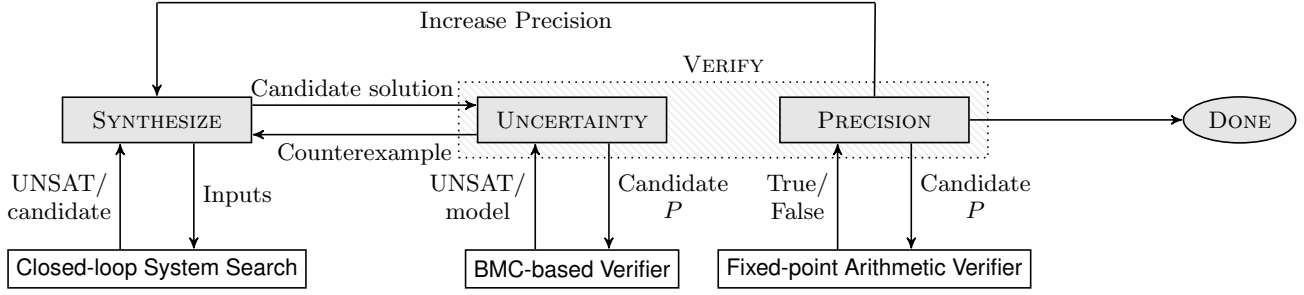 Increase Precision
VERIFY
Candidate solution
SYNTHESIZE
UNCERTAINTY
PRECISION
DONE
Counterexample
UNSAT/
candidate
Inputs
UNSAT/
model
Candidate
P
True/
False
Candidate
P
Closed-loop System Search
BMC-based Verifier
Fixed-point Arithmetic Verifier